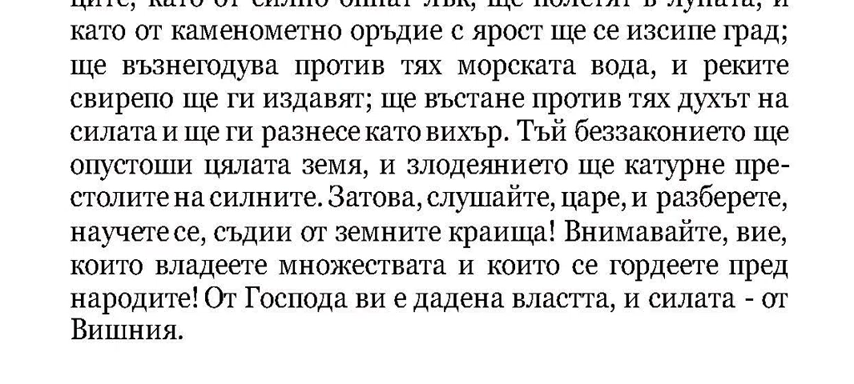 като от каменометно оръдие с ярост ще се изсипе град;
ще възнегодува против тях морската вода, и реките
свирепо ще ги издавят; ще въстане против тях духът на
силата и ще ги разнесе като вихър. Тъй беззаконието ще
опустоши цялата земя, и злодеянието ще катурне пре-
столите на силните. Затова, слушайте, царе, и разберете,
научете се, съдии от земните краища! Внимавайте, вие,
които владеете множествата и които се гордеете пред
народите! От Господа ви е дадена властта, и силата - от
Вишния.